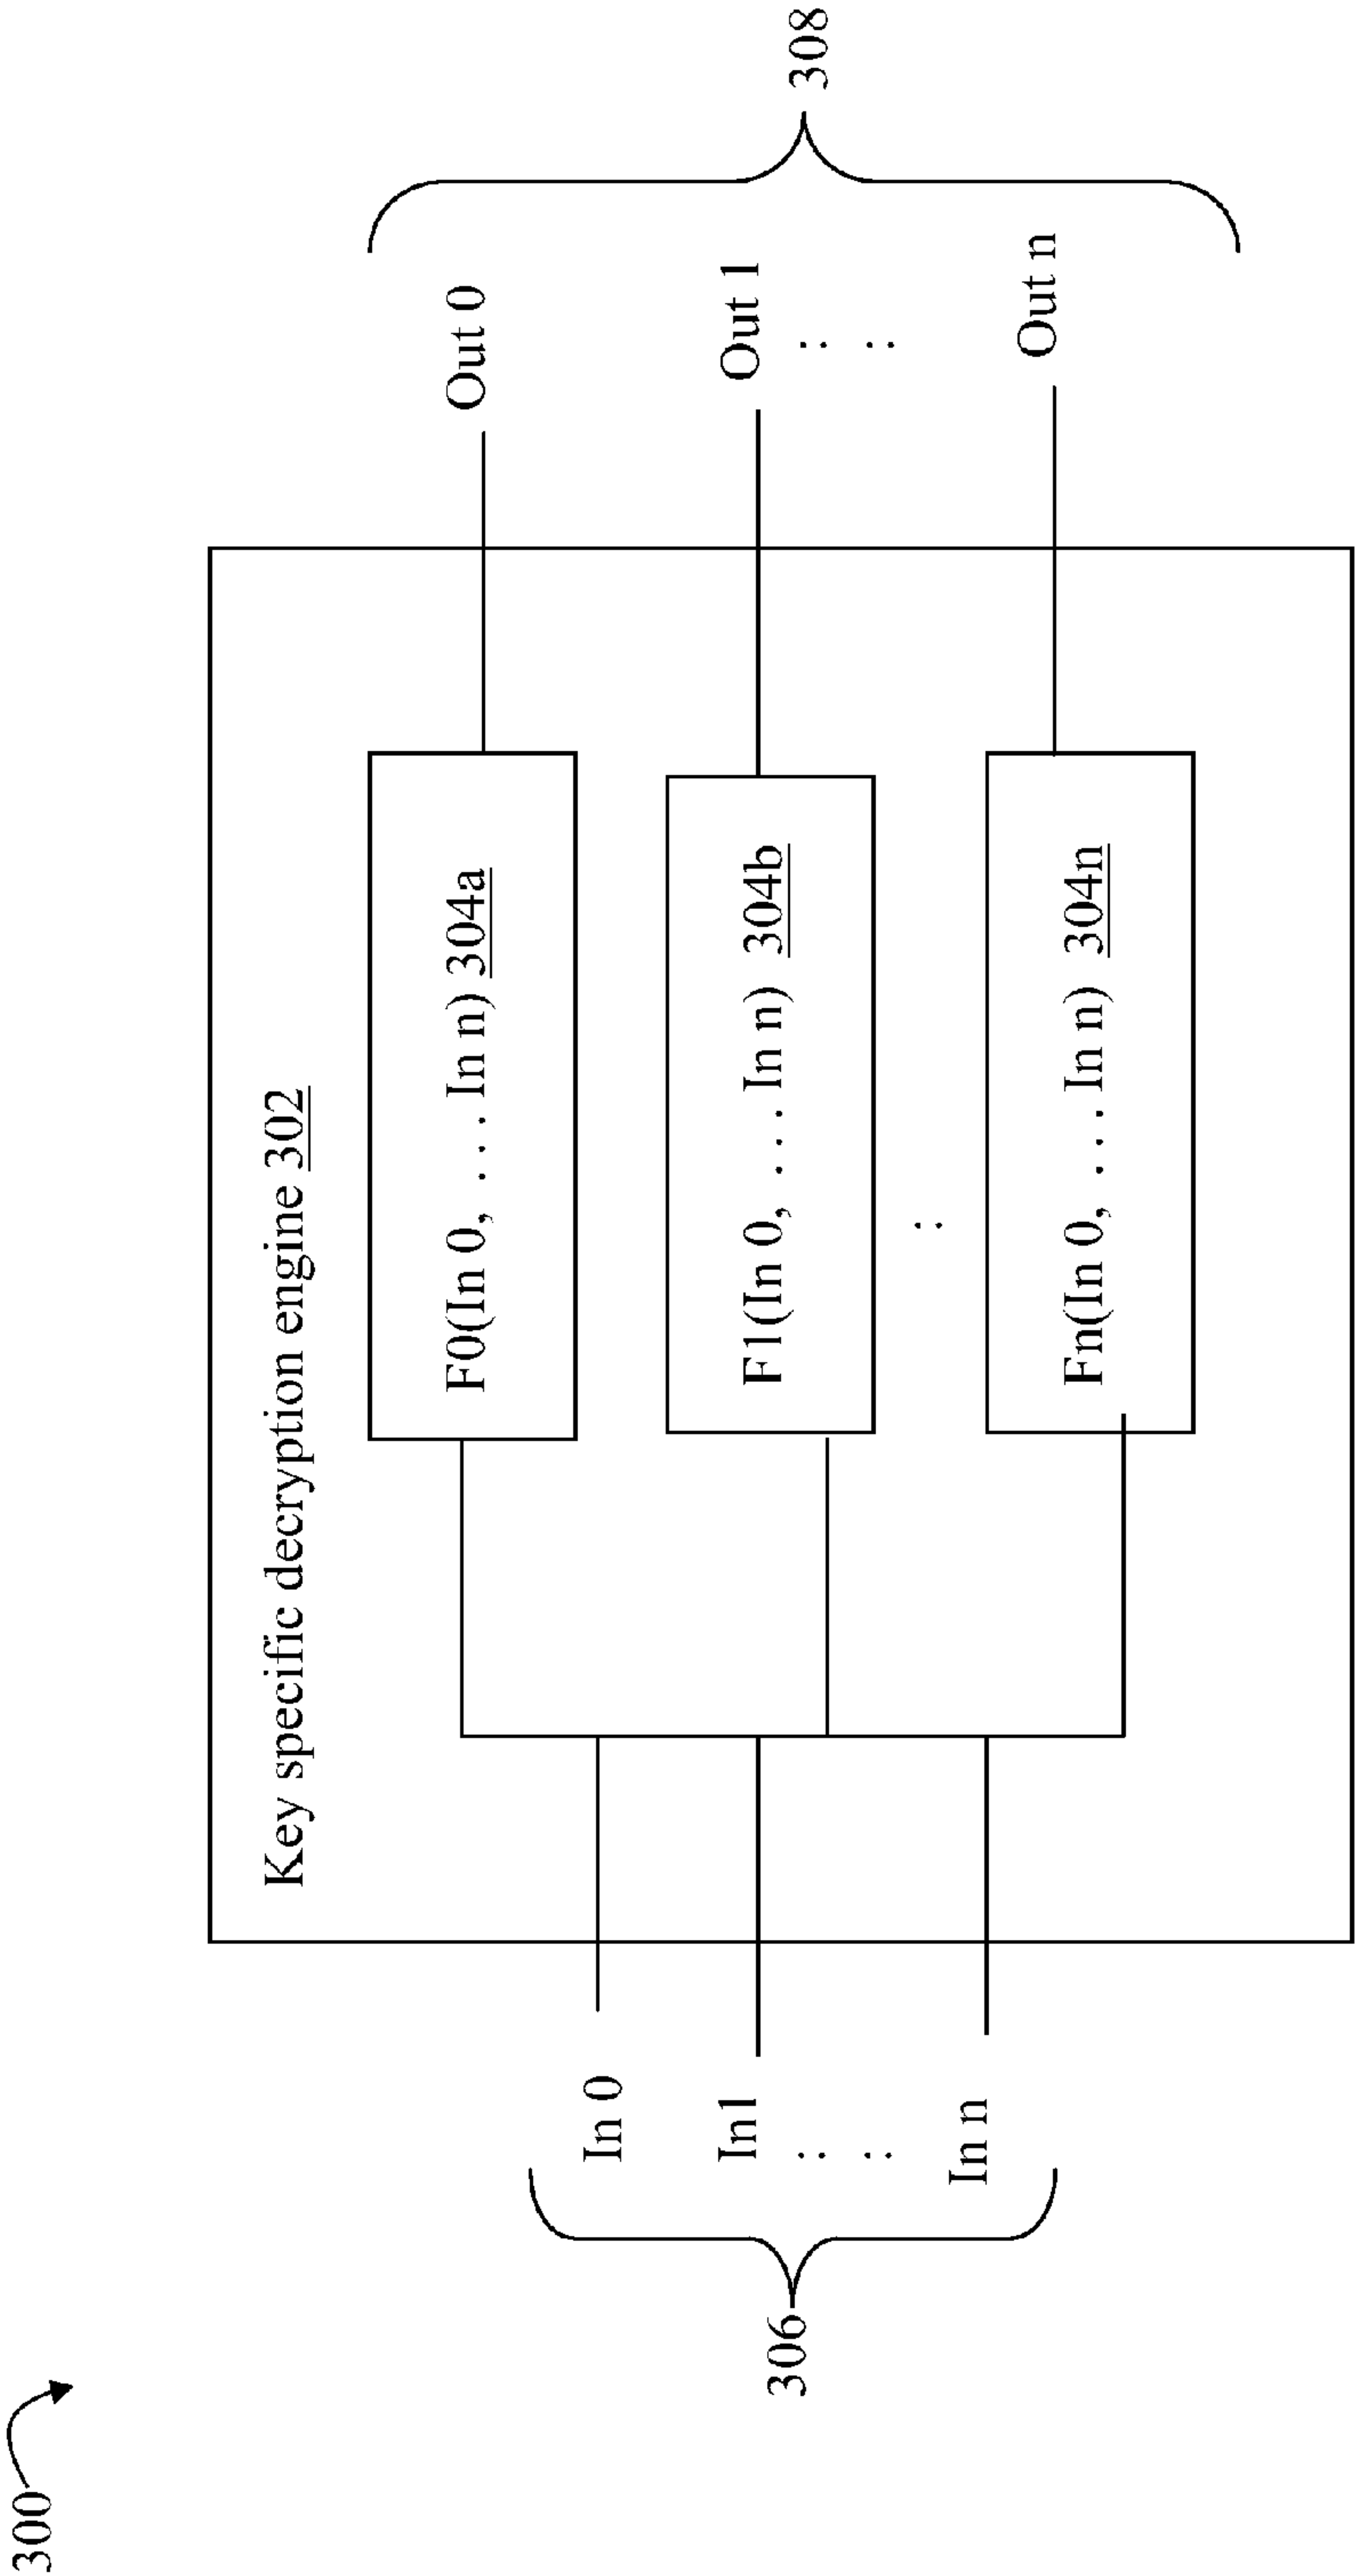 300
Key specific decryption engine 302
306
In 0
In1
: :
In n
F0(In 0, . . . In n) 304a
F1(In 0, . . . In n) 304b
:
Fn(In 0, . . . In n) 304n
Out 0
Out 1
: :
Out n
308